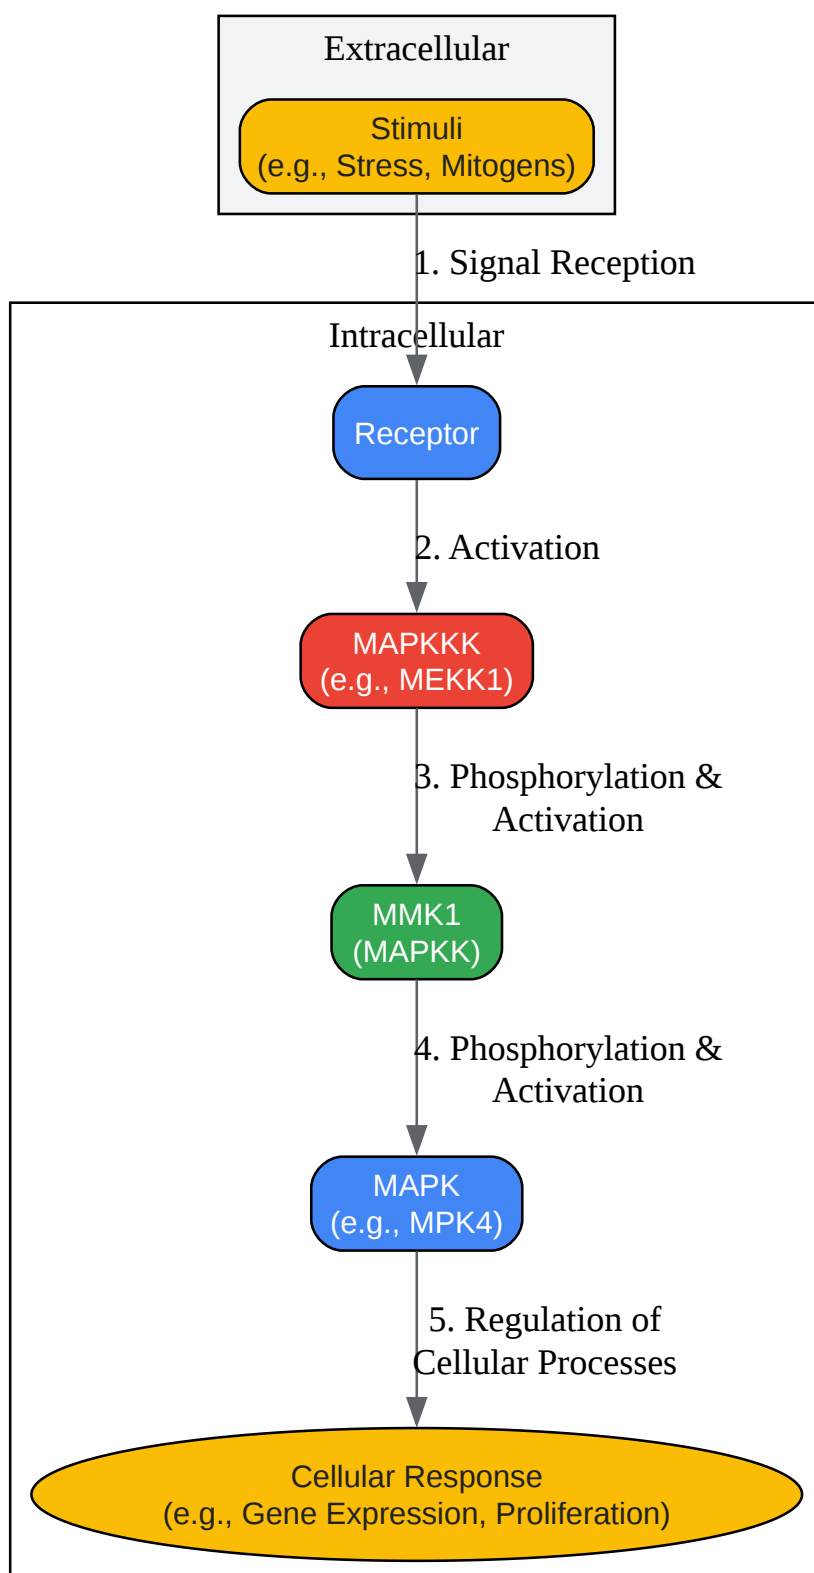 Extracellular
Stimuli
(e.g., Stress, Mitogens)
1. Signal Reception
Intracellular
Receptor
2. Activation
MAPKKK
(e.g., MEKK1)
3. Phosphorylation &
Activation
MMK1
(MAPKK)
4. Phosphorylation &
Activation
MAPK
(e.g., MPK4)
5. Regulation of
Cellular Processes
Cellular Response
(e.g., Gene Expression, Proliferation)